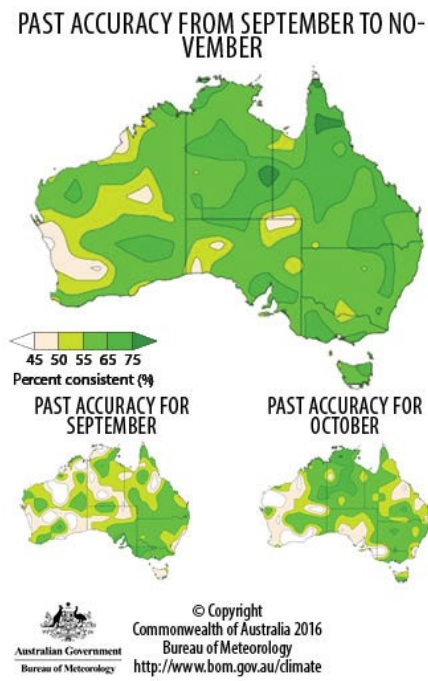 PAST ACCURACY FROM SEPTEMBER TO NO-
VEMBER
45 50 55 65 75
Percent consistent (%)
PAST ACCURACY FOR
SEPTEMBER
PAST ACCURACY FOR
OCTOBER
Australian Government
Bureau of Meteorology
© Copyright
Commonwealth of Australia 2016
Bureau of Meteorology
http://www.bom.gov.au/climate